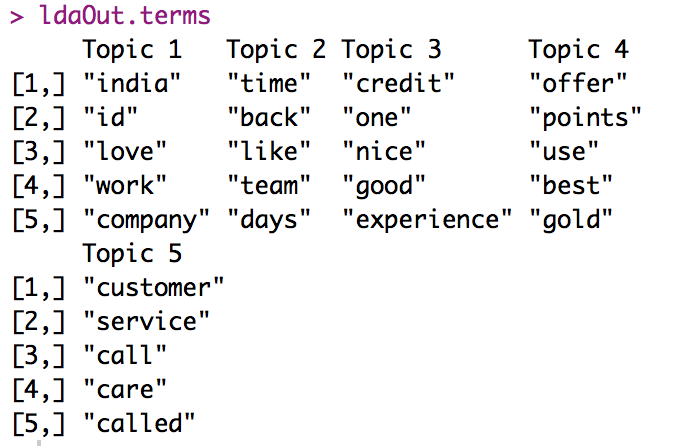 > ldaOut.terms
     Topic 1   Topic 2 Topic 3      Topic 4
[1,] "india"   "time"  "credit"     "offer"
[2,] "id"      "back"  "one"        "points"
[3,] "love"    "like"  "nice"       "use"
[4,] "work"    "team"  "good"       "best"
[5,] "company" "days"  "experience" "gold"
     Topic 5
[1,] "customer"
[2,] "service"
[3,] "call"
[4,] "care"
[5,] "called"